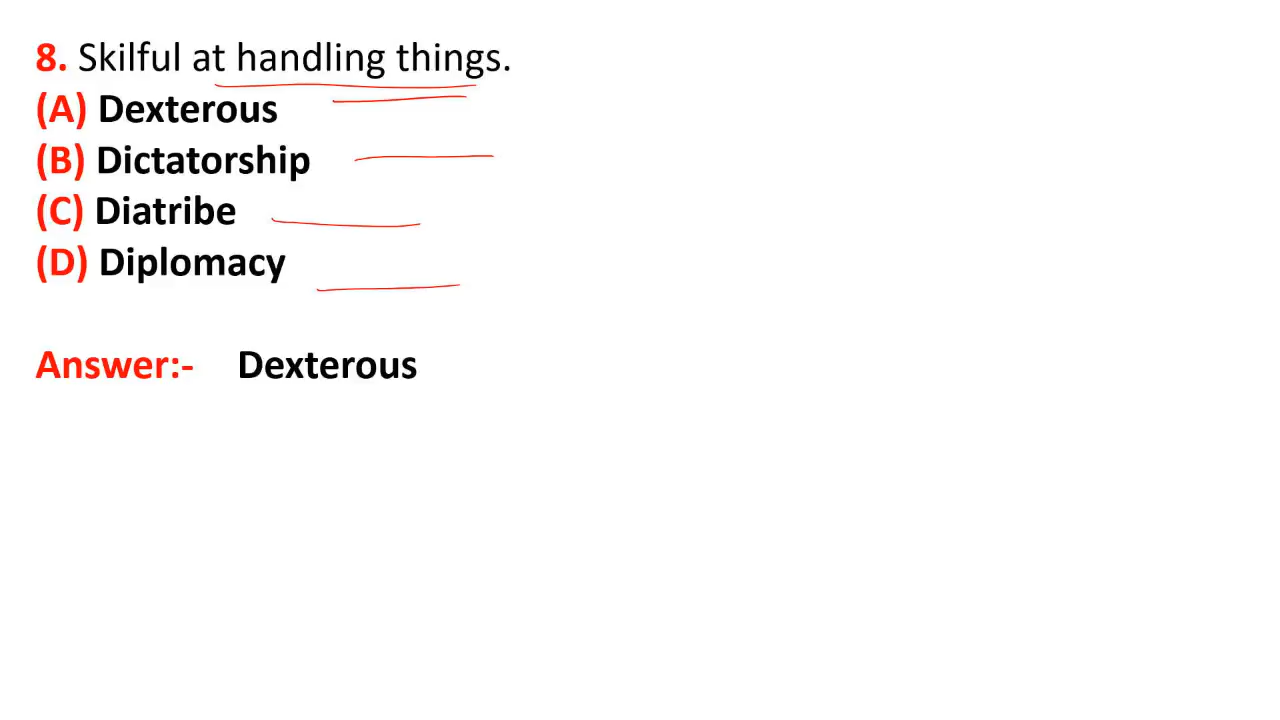 8. Skilful at handling things.
(A) Dexterous
(B) Dictatorship
(C) Diatribe
(D) Diplomacy
Answer:- Dexterous